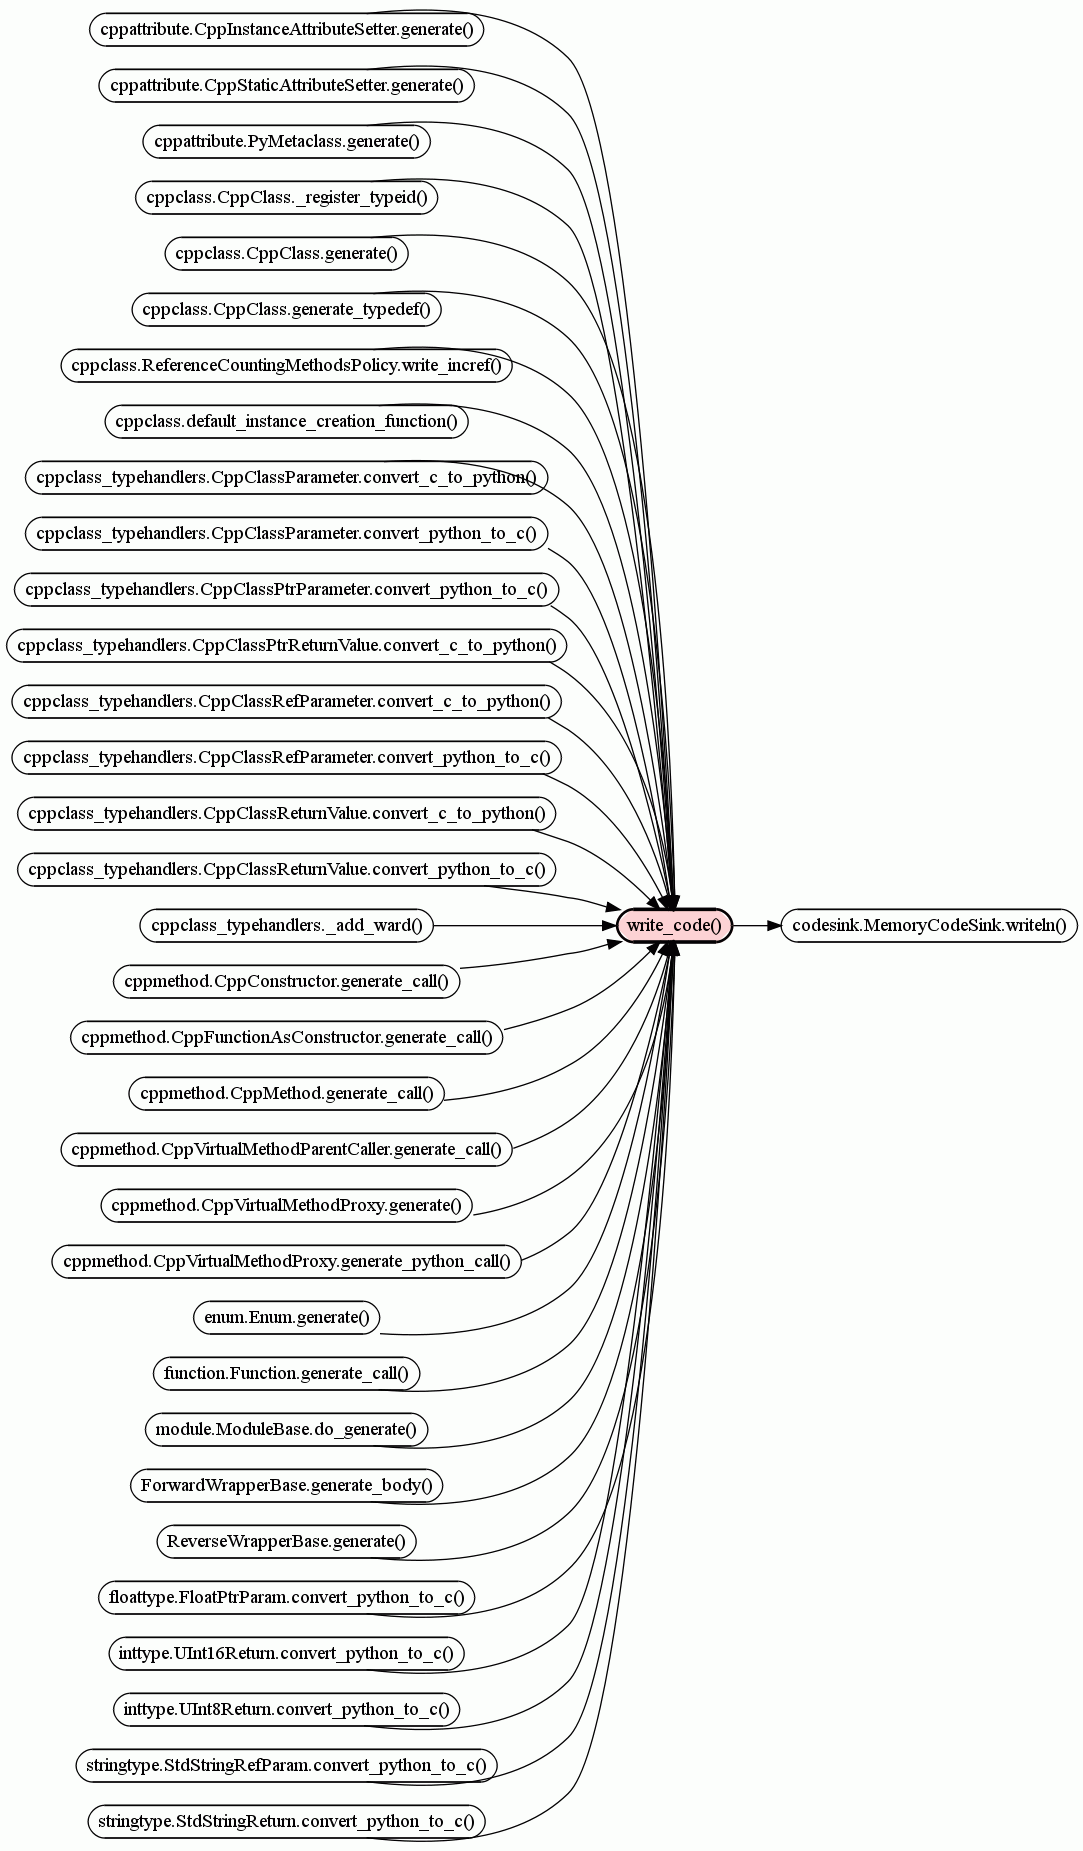 cppattribute.CppInstanceAttributeSetter.generate()
cppattribute.CppStaticAttributeSetter.generate()
cppattribute.PyMetaclass.generate()
cppclass.CppClass._register_typeid()
cppclass.CppClass.generate()
cppclass.CppClass.generate_typedef()
cppclass.ReferenceCountingMethodsPolicy.write_incref()
cppclass.default_instance_creation_function()
cppclass_typehandlers.CppClassParameter.convert_c_to_python()
cppclass_typehandlers.CppClassParameter.convert_python_to_c()
cppclass_typehandlers.CppClassPtrParameter.convert_python_to_c()
cppclass_typehandlers.CppClassPtrReturnValue.convert_c_to_python()
cppclass_typehandlers.CppClassRefParameter.convert_c_to_python()
cppclass_typehandlers.CppClassRefParameter.convert_python_to_c()
cppclass_typehandlers.CppClassReturnValue.convert_c_to_python()
cppclass_typehandlers.CppClassReturnValue.convert_python_to_c()
cppclass_typehandlers._add_ward()
write_code()
codesink.MemoryCodeSink.writeln()
cppmethod.CppConstructor.generate_call()
cppmethod.CppFunctionAsConstructor.generate_call()
cppmethod.CppMethod.generate_call()
cppmethod.CppVirtualMethodParentCaller.generate_call()
cppmethod.CppVirtualMethodProxy.generate()
cppmethod.CppVirtualMethodProxy.generate_python_call()
enum.Enum.generate()
function.Function.generate_call()
module.ModuleBase.do_generate()
ForwardWrapperBase.generate_body()
ReverseWrapperBase.generate()
floattype.FloatPtrParam.convert_python_to_c()
inttype.UInt16Return.convert_python_to_c()
inttype.UInt8Return.convert_python_to_c()
stringtype.StdStringRefParam.convert_python_to_c()
stringtype.StdStringReturn.convert_python_to_c()